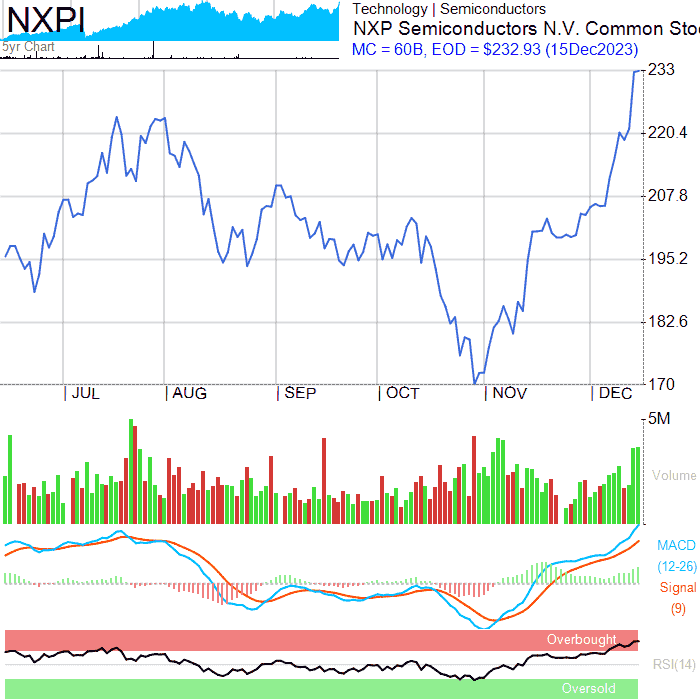 NXPI
5yr Chart
Technology | Semiconductors
NXP Semiconductors N.V. Common Stoc
MC = 60B, EOD = $232.93 (15Dec2023)
233
220.4
207.8
195.2
182.6
170
JUL AUG SEP OCT NOV DEC
5M
Volume
MACD
(12-26)
Signal
(9)
Overbought
RSI(14)
Oversold